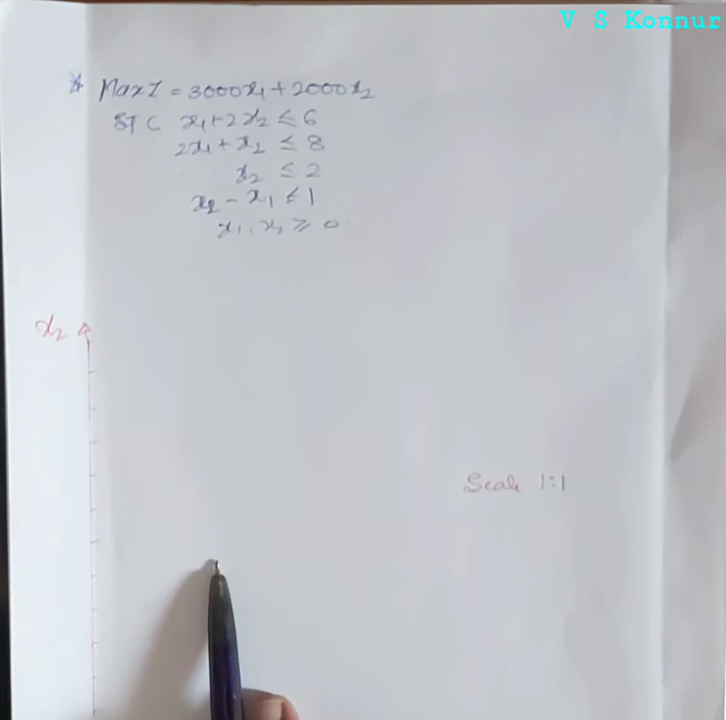 V S Konnur
* Max Z = 3000x₁ + 2000x₂
STC x₁+2x₂ ≤ 6
2x₁+x₂ ≤ 8
x₂ ≤ 2
x₂ - x₁ ≤ 1
x₁, x₂ ≥ 0
x₂
Scale 1:1